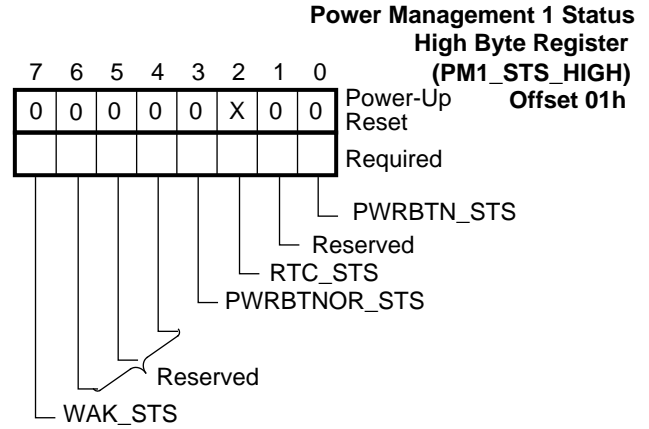 Power Management 1 Status
High Byte Register
(PM1_STS_HIGH)
Offset 01h
7 6 5 4 3 2 1 0
0 0 0 0 0 X 0 0
Power-Up
Reset
Required
PWRBTN_STS
Reserved
RTC_STS
PWRBTNOR_STS
Reserved
WAK_STS